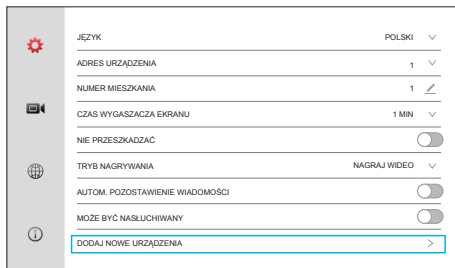 JĘZYK POLSKI
ADRES URZĄDZENIA 1
NUMER MIESZKANIA 1
CZAS WYGASZACZA EKRANU 1 MIN
NIE PRZESZKADZAĆ
TRYB NAGRYWANIA NAGRAJ WIDEO
AUTOM. POZOSTAWIENIE WIADOMOŚCI
MOŻE BYĆ NASŁUCHIWANY
DODAJ NOWE URZĄDZENIA